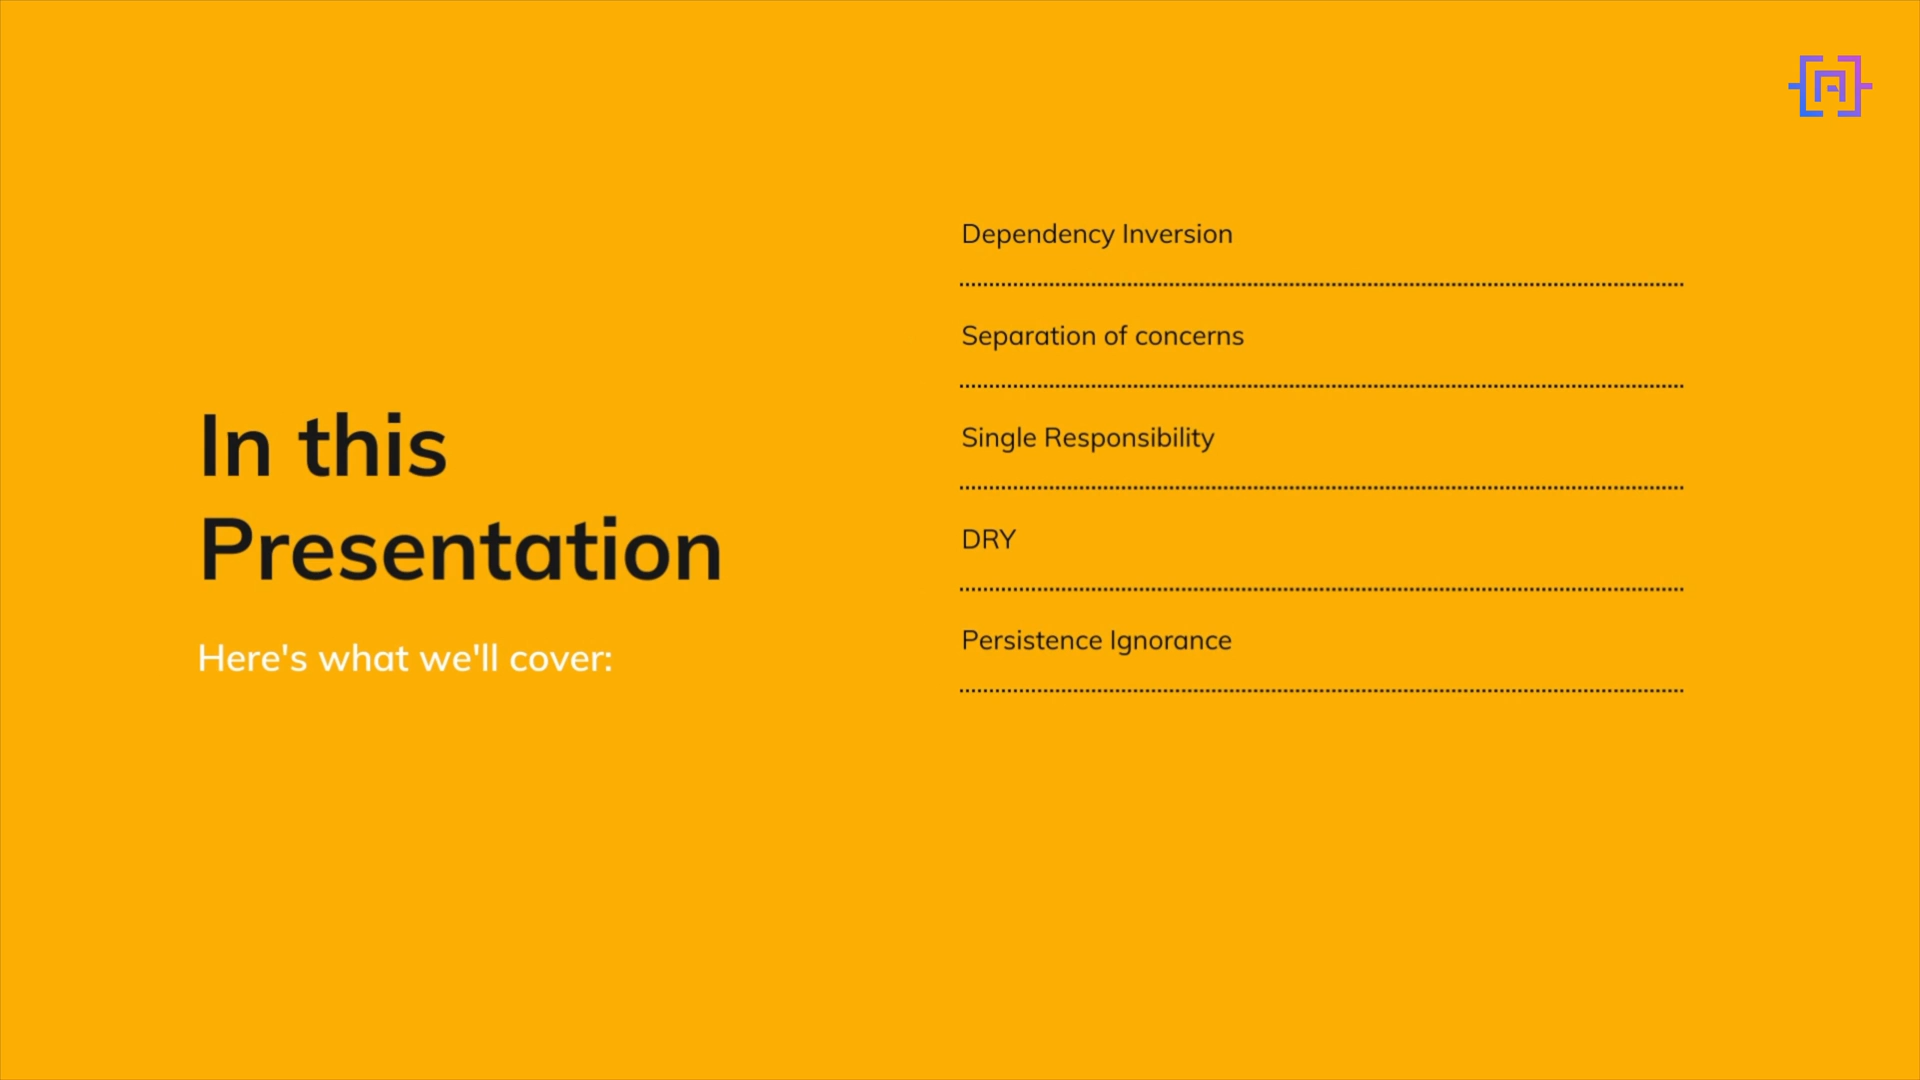 In this
Presentation
Here's what we'll cover:
Dependency Inversion
Separation of concerns
Single Responsibility
DRY
Persistence Ignorance